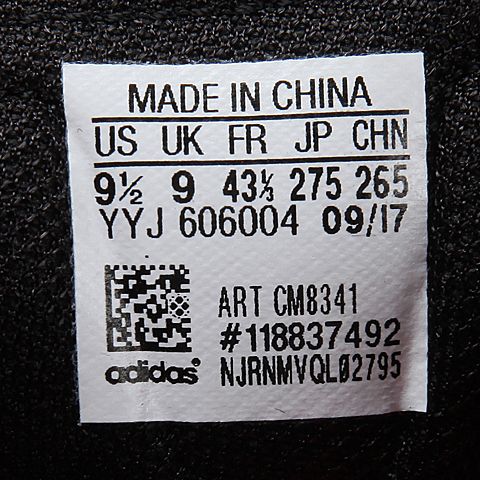 MADE IN CHINA
US UK FR JP CHN
9½ 9 43⅓ 275 265
YYJ 606004 09/17
ART CM8341
#118837492
adidas® NJRNMVQLØ2795